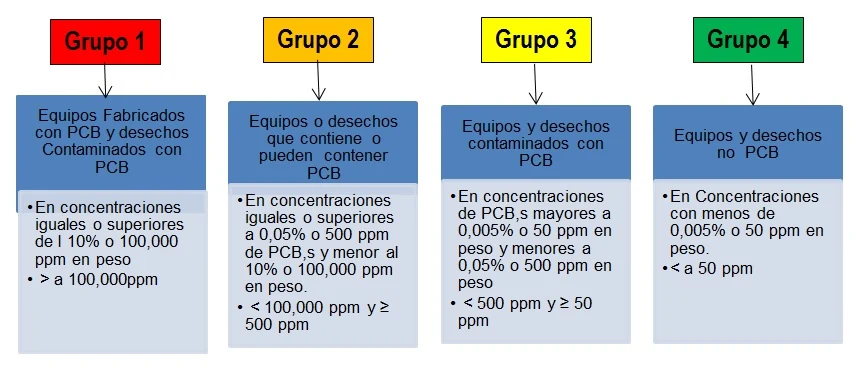 Grupo 1
Equipos Fabricados
con PCB y desechos
Contaminados con
PCB
•En concentraciones
iguales o superiores
de l 10% o 100,000
ppm en peso
• > a 100,000ppm
Grupo 2
Equipos o desechos
que contiene o
pueden contener
PCB
•En concentraciones
iguales o superiores
a 0,05% o 500 ppm
de PCB,s y menor al
10% o 100,000 ppm
en peso.
• < 100,000 ppm y ≥
500 ppm
Grupo 3
Equipos y desechos
contaminados con
PCB
•En concentraciones
de PCB,s mayores a
0,005% o 50 ppm en
peso y menores a
0,05% o 500 ppm en
peso
• < 500 ppm y ≥ 50
ppm
Grupo 4
Equipos y desechos
no PCB
•En Concentraciones
con menos de
0,005% o 50 ppm en
peso.
•< a 50 ppm